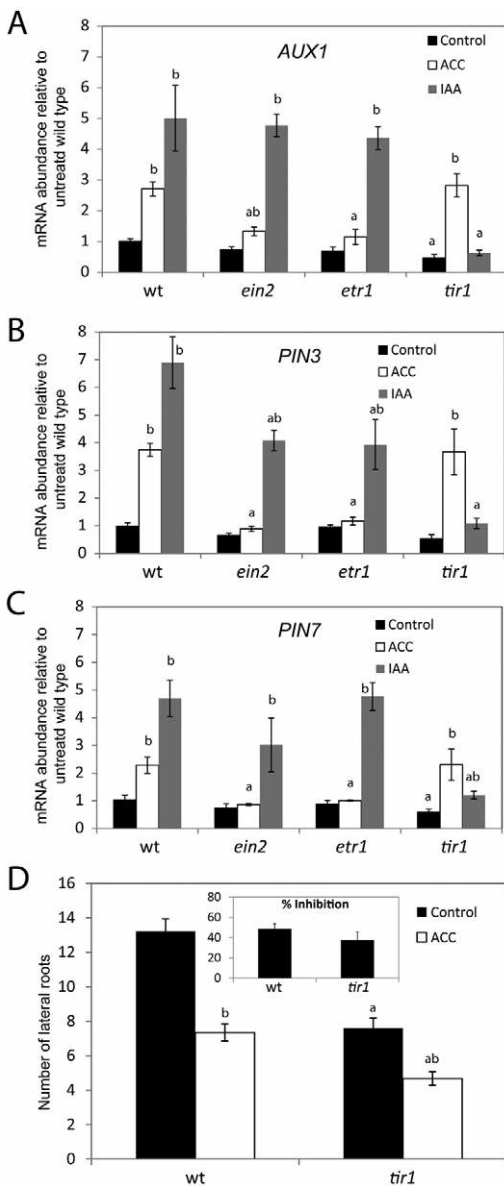 A
AUX1
Control
ACC
IAA
mRNA abundance relative to
untreatd wild type
8
7
6
5
4
3
2
1
0
b
b
ab
b
a
b
a
b
a
wt
ein2
etr1
tir1
B
PIN3
Control
ACC
IAA
mRNA abundance relative to
untreatd wild type
8
7
6
5
4
3
2
1
0
b
b
a
ab
a
ab
b
a
wt
ein2
etr1
tir1
C
PIN7
Control
ACC
IAA
mRNA abundance relative to
untreatd wild type
8
7
6
5
4
3
2
1
0
b
b
a
b
a
b
a
b
ab
wt
ein2
etr1
tir1
D
Control
ACC
Number of lateral roots
16
14
12
10
8
6
4
2
0
% Inhibition
80
60
40
20
0
wt
tir1
b
a
ab
wt
tir1